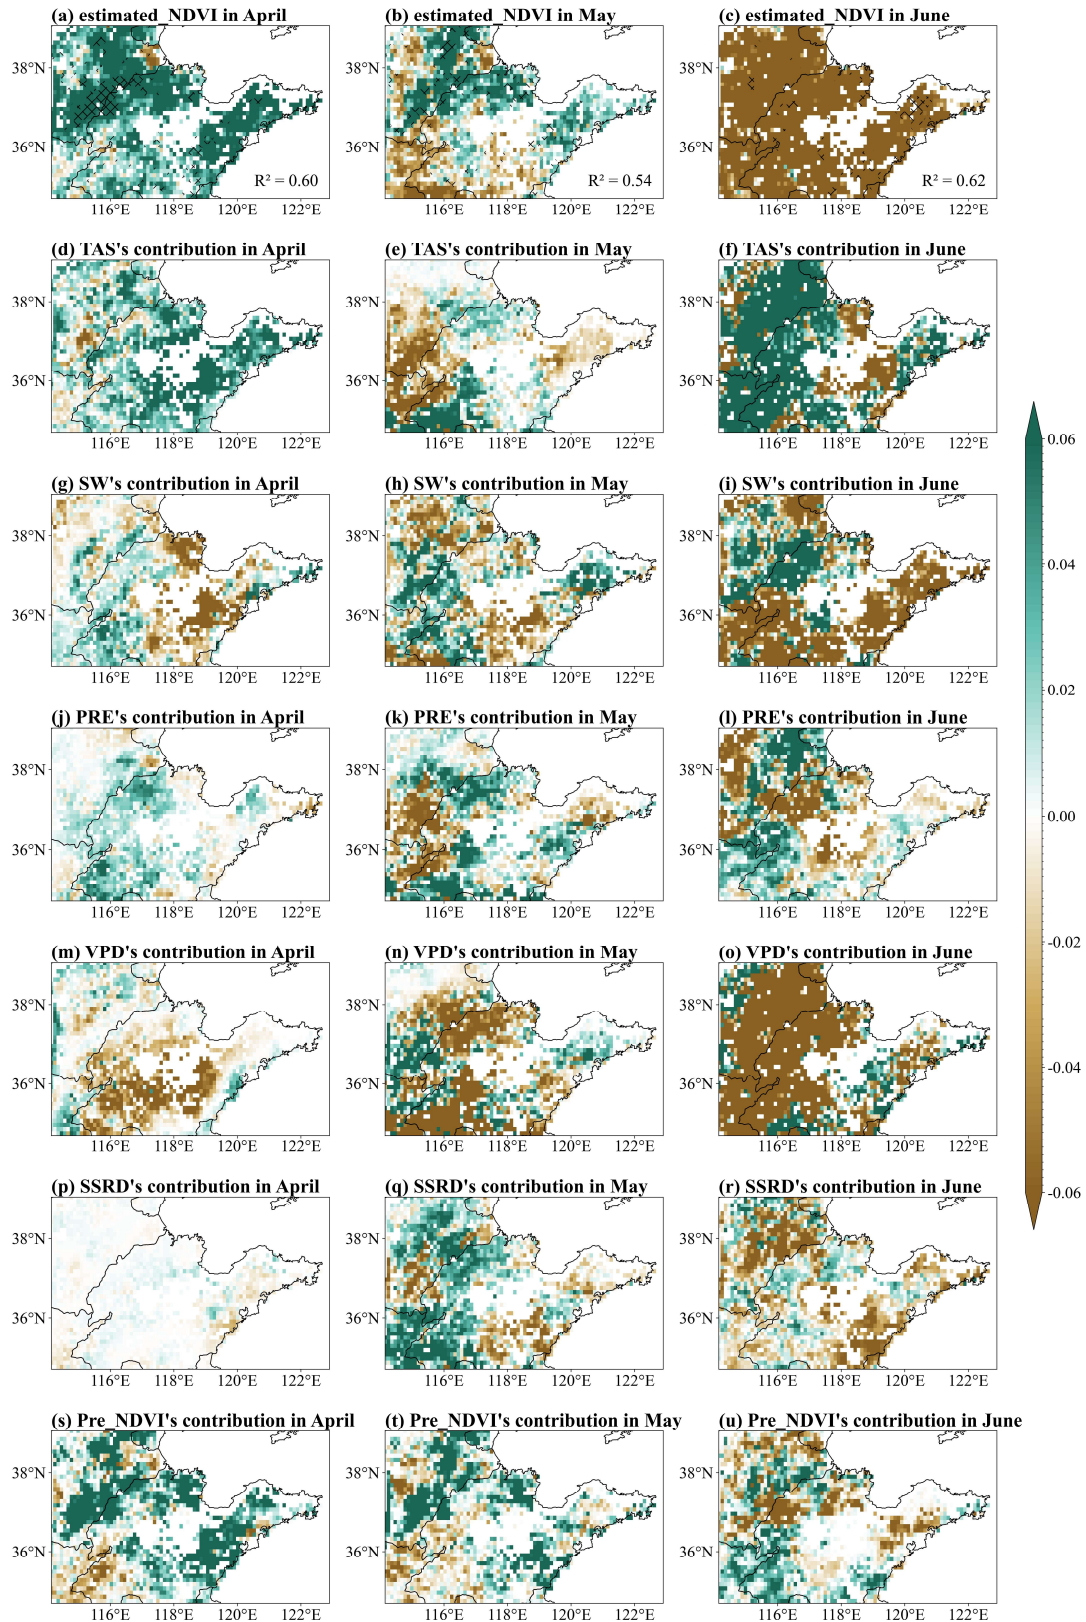 (a) estimated_NDVI in April
(b) estimated_NDVI in May
(c) estimated_NDVI in June
38°N
36°N
R² = 0.60
116°E 118°E 120°E 122°E
38°N
36°N
R² = 0.54
116°E 118°E 120°E 122°E
38°N
36°N
R² = 0.62
116°E 118°E 120°E 122°E
(d) TAS's contribution in April
(e) TAS's contribution in May
(f) TAS's contribution in June
38°N
36°N
116°E 118°E 120°E 122°E
38°N
36°N
116°E 118°E 120°E 122°E
38°N
36°N
116°E 118°E 120°E 122°E
(g) SW's contribution in April
(h) SW's contribution in May
(i) SW's contribution in June
38°N
36°N
116°E 118°E 120°E 122°E
38°N
36°N
116°E 118°E 120°E 122°E
38°N
36°N
116°E 118°E 120°E 122°E
(j) PRE's contribution in April
(k) PRE's contribution in May
(l) PRE's contribution in June
38°N
36°N
116°E 118°E 120°E 122°E
38°N
36°N
116°E 118°E 120°E 122°E
38°N
36°N
116°E 118°E 120°E 122°E
(m) VPD's contribution in April
(n) VPD's contribution in May
(o) VPD's contribution in June
38°N
36°N
116°E 118°E 120°E 122°E
38°N
36°N
116°E 118°E 120°E 122°E
38°N
36°N
116°E 118°E 120°E 122°E
(p) SSRD's contribution in April
(q) SSRD's contribution in May
(r) SSRD's contribution in June
38°N
36°N
116°E 118°E 120°E 122°E
38°N
36°N
116°E 118°E 120°E 122°E
38°N
36°N
116°E 118°E 120°E 122°E
(s) Pre_NDVI's contribution in April
(t) Pre_NDVI's contribution in May
(u) Pre_NDVI's contribution in June
38°N
36°N
116°E 118°E 120°E 122°E
38°N
36°N
116°E 118°E 120°E 122°E
38°N
36°N
116°E 118°E 120°E 122°E
0.06
0.04
0.02
0.00
-0.02
-0.04
-0.06